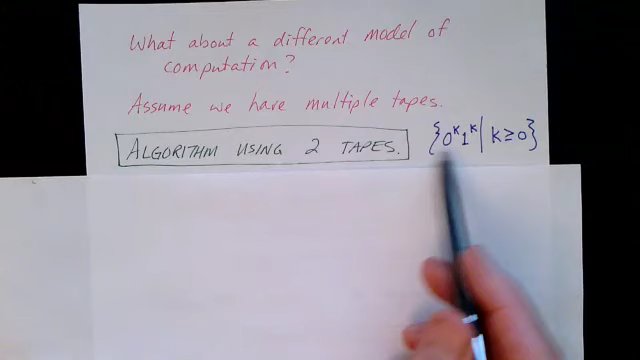 What about a different model of
computation?
Assume we have multiple tapes.
ALGORITHM USING 2 TAPES. {0^k 1^k | k ≥ 0}